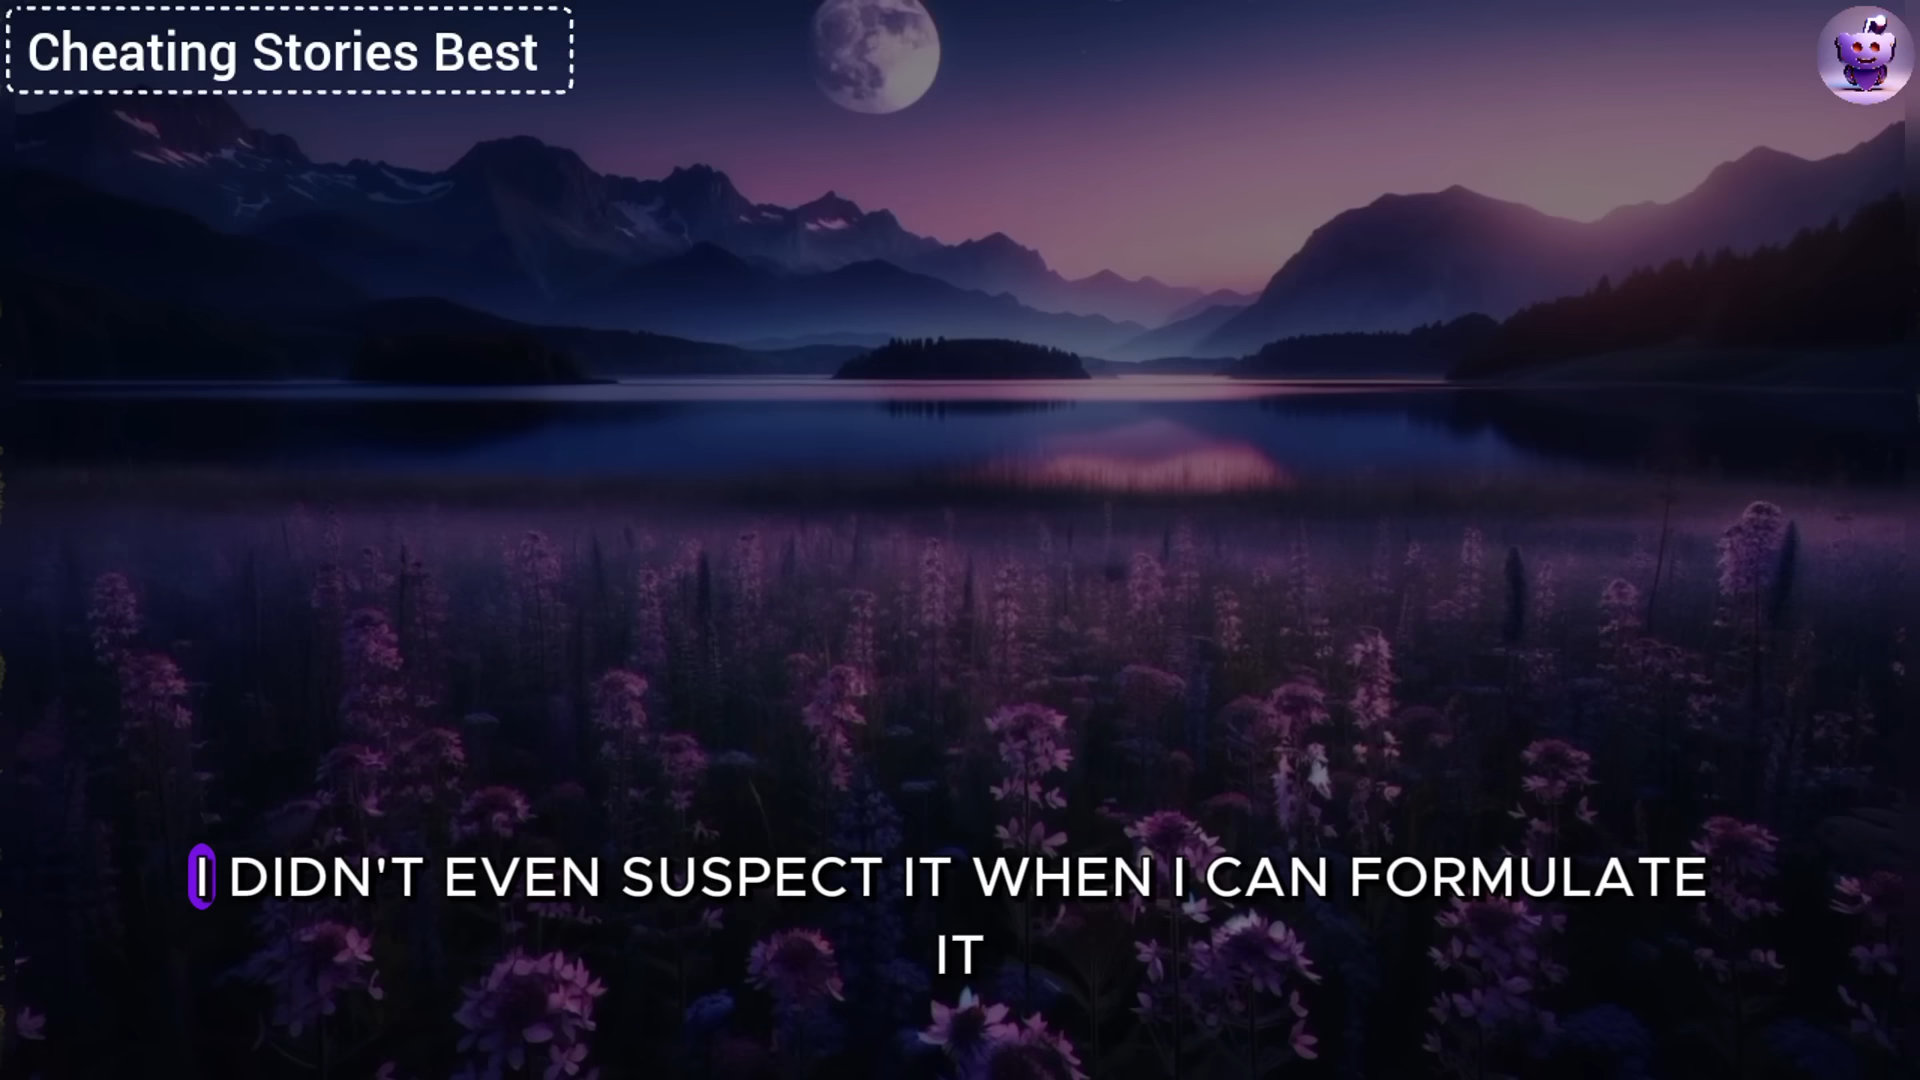 Cheating Stories Best
I DIDN'T EVEN SUSPECT IT WHEN I CAN FORMULATE
IT